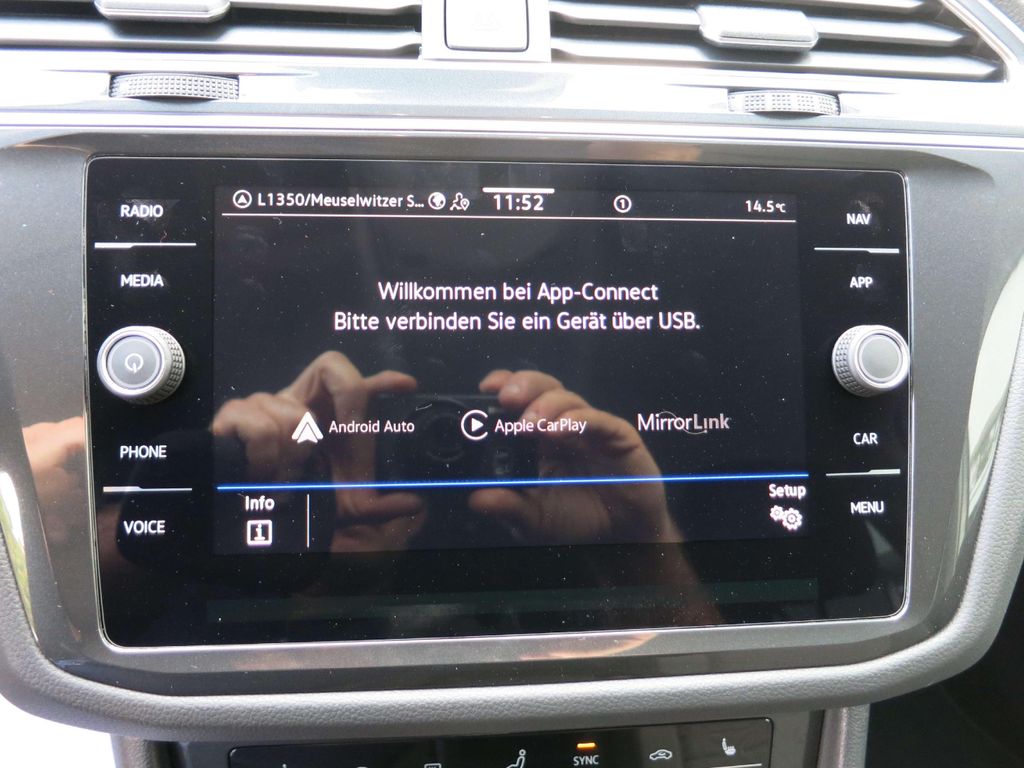 L1350/Meuselwitzer S... 11:52 1 14.5°C
RADIO
MEDIA
PHONE
VOICE
NAV
APP
CAR
MENU
Willkommen bei App-Connect
Bitte verbinden Sie ein Gerät über USB.
Android Auto Apple CarPlay MirrorLink
Info Setup
SYNC